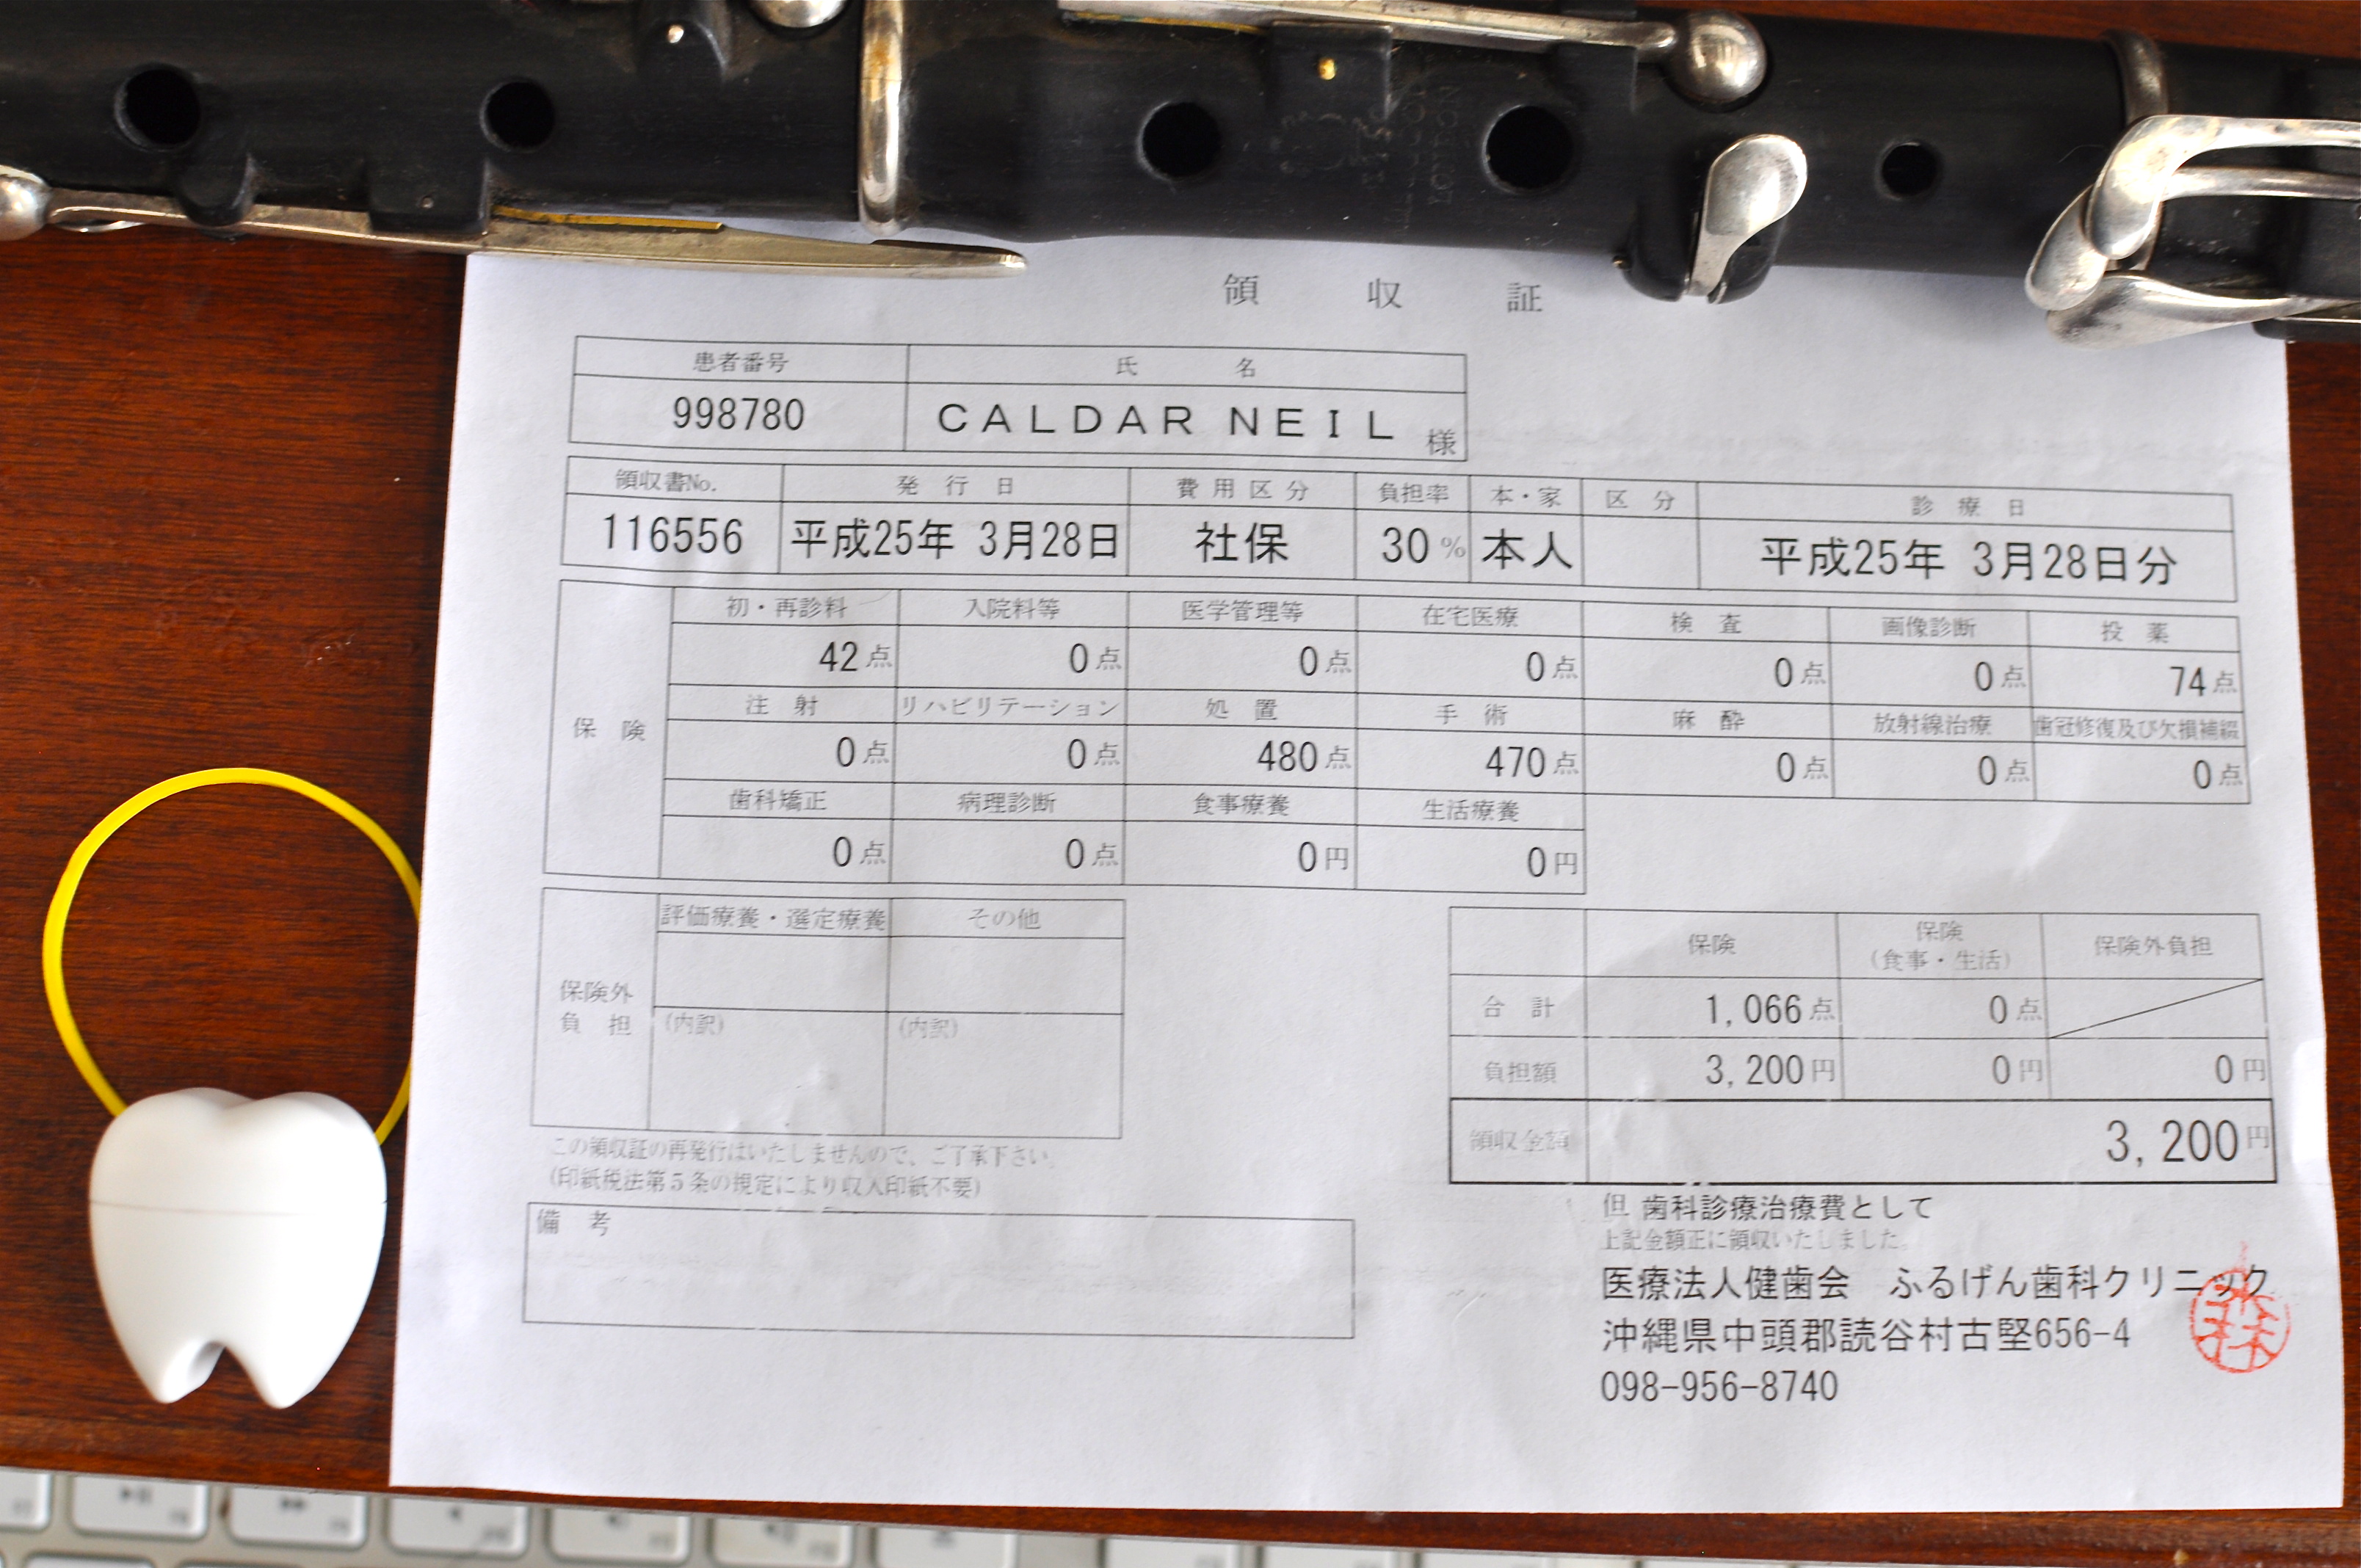 領 収 証
患者番号 氏 名
998780 CALDAR NEIL 様
領収書No. 発 行 日 費 用 区 分 負担率 本・家 区 分 診 療 日
116556 平成25年 3月28日 社保 30% 本人 平成25年 3月28日分
保 険
初・再診料 入院料等 医学管理等 在宅医療 検 査 画像診断 投 薬
42点 0点 0点 0点 0点 0点 74点
注 射 リハビリテーション 処 置 手 術 麻 酔 放射線治療 歯冠修復及び欠損補綴
0点 0点 480点 470点 0点 0点 0点
歯科矯正 病理診断 食事療養 生活療養
0点 0点 0円 0円
保険外
負 担
評価療養・選定療養 その他
(内訳) (内訳)
保険 保険 保険外負担
(食事・生活)
合 計 1,066点 0点
負担額 3,200円 0円 0円
領収金額 3,200円
この領収証の再発行はいたしませんので、ご了承下さい。
(印紙税法第5条の規定により収入印紙不要)
備 考
但 歯科診療治療費として
上記金額正に領収いたしました。
医療法人健歯会 ふるげん歯科クリニック
沖縄県中頭郡読谷村古堅656-4
098-956-8740